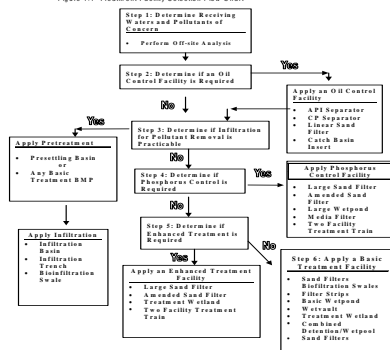 Figure 4.1. Treatment Facility Selection Flow Chart
Step 1: Determine Receiving
Waters and Pollutants of
Concern
• Perform Off-site Analysis
Step 2: Determine if an Oil
Control Facility is Required
Yes
No
Apply an Oil Control
Facility
• API Separator
• CP Separator
• Linear Sand
Filter
• Catch Basin
Insert
Step 3: Determine if Infiltration
for Pollutant Removal is
Practicable
Yes
No
Apply Pretreatment
• Presettling Basin
or
• Any Basic
Treatment BMP
Apply Infiltration
• Infiltration
Basin
• Infiltration
Trench
• Bioinfiltration
Swale
Step 4: Determine if
Phosphorus Control is
Required
Yes
No
Apply Phosphorus
Control Facility
• Large Sand Filter
• Amended Sand
Filter
• Large Wetpond
• Media Filter
• Two Facility
Treatment Train
Step 5: Determine if
Enhanced Treatment is
Required
Yes
No
Apply an Enhanced Treatment
Facility
• Large Sand Filter
• Amended Sand Filter
• Treatment Wetland
• Two Facility Treatment
Train
Step 6: Apply a Basic
Treatment Facility
• Sand Filters
• Biofiltration Swales
• Filter Strips
• Basic Wetpond
• Wetvault
• Treatment Wetland
• Combined
Detention/Wetpool
• Sand Filters